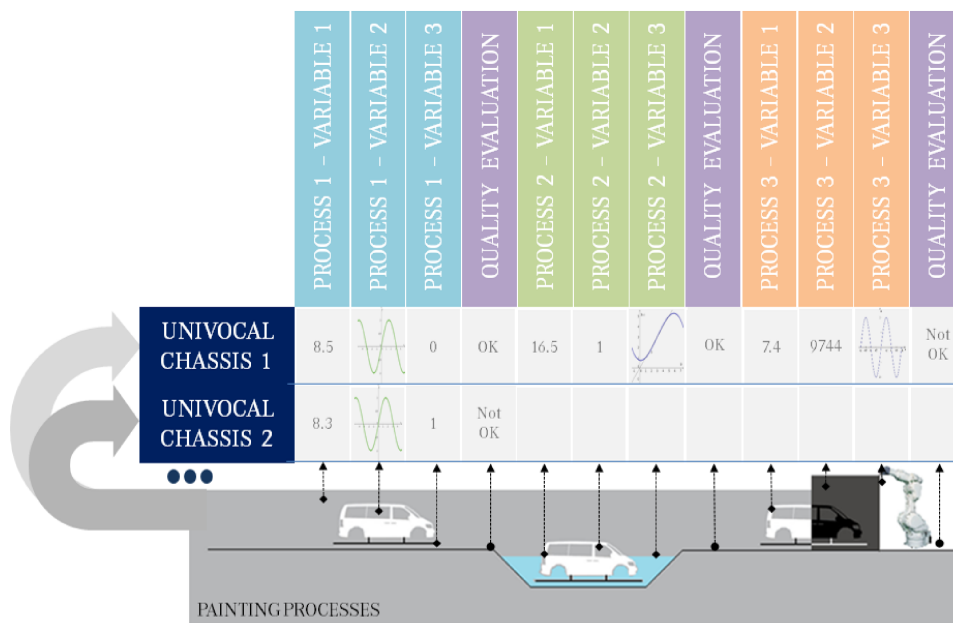 PROCESS 1 – VARIABLE 1
PROCESS 1 – VARIABLE 2
PROCESS 1 – VARIABLE 3
QUALITY EVALUATION
PROCESS 2 – VARIABLE 1
PROCESS 2 – VARIABLE 2
PROCESS 2 – VARIABLE 3
QUALITY EVALUATION
PROCESS 3 – VARIABLE 1
PROCESS 3 – VARIABLE 2
PROCESS 3 – VARIABLE 3
QUALITY EVALUATION
UNIVOCAL
CHASSIS 1
8.5
0
OK
16.5
1
OK
7.4
9744
Not
OK
UNIVOCAL
CHASSIS 2
8.3
1
Not
OK
PAINTING PROCESSES